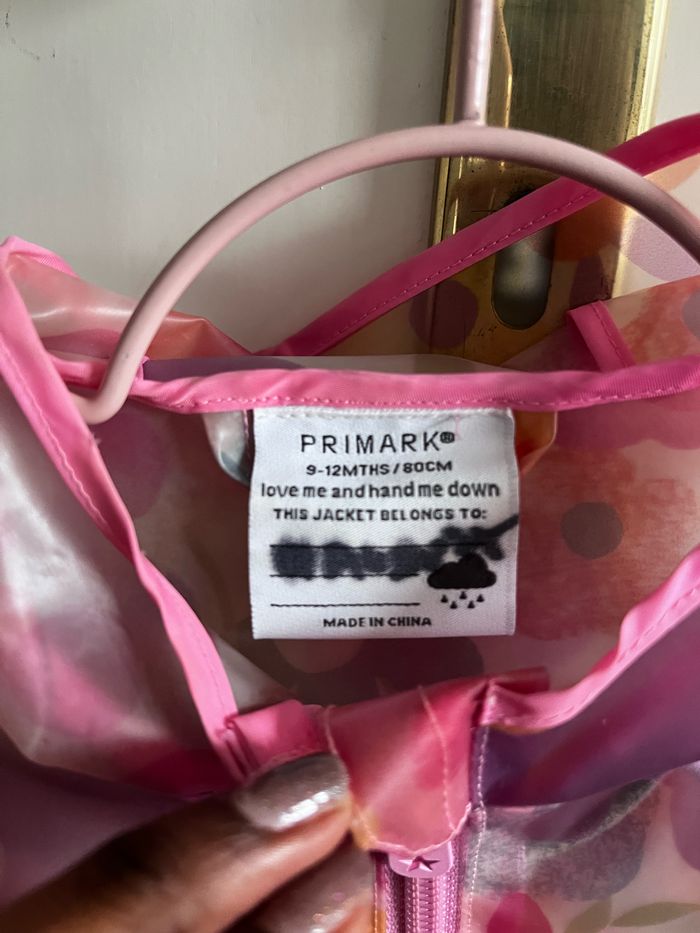 PRIMARK®
9-12MTHS/80CM
love me and hand me down
THIS JACKET BELONGS TO:
MADE IN CHINA